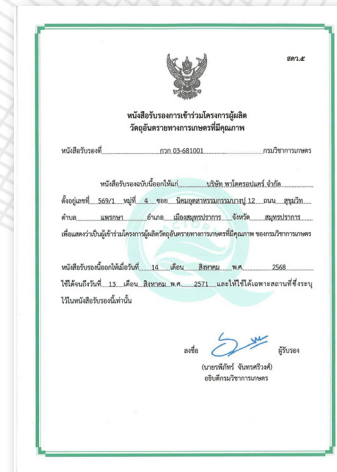 สคว.๕
หนังสือรับรองการเข้าร่วมโครงการผู้ผลิต
วัตถุอันตรายทางการเกษตรที่มีคุณภาพ
หนังสือรับรองที่ กวก 03-681001 กรมวิชาการเกษตร
หนังสือรับรองฉบับนี้ออกให้แก่ บริษัท พาโตครอปแคร์ จำกัด
ตั้งอยู่เลขที่ 569/1 หมู่ที่ 4 ซอย นิคมอุตสาหกรรมบางปู 12 ถนน สุขุมวิท
ตำบล แพรกษา อำเภอ เมืองสมุทรปราการ จังหวัด สมุทรปราการ
เพื่อแสดงว่าเป็นผู้เข้าร่วมโครงการผู้ผลิตวัตถุอันตรายทางการเกษตรที่มีคุณภาพ ของกรมวิชาการเกษตร
หนังสือรับรองนี้ออกให้เมื่อวันที่ 14 เดือน สิงหาคม พ.ศ. 2568
ใช้ได้จนถึงวันที่ 13 เดือน สิงหาคม พ.ศ. 2571 และให้ใช้ได้เฉพาะสถานที่ซึ่งระบุ
ไว้ในหนังสือรับรองนี้เท่านั้น
ลงชื่อ ผู้รับรอง
(นายรพีภัทร์ จันทรศรีวงศ์)
อธิบดีกรมวิชาการเกษตร